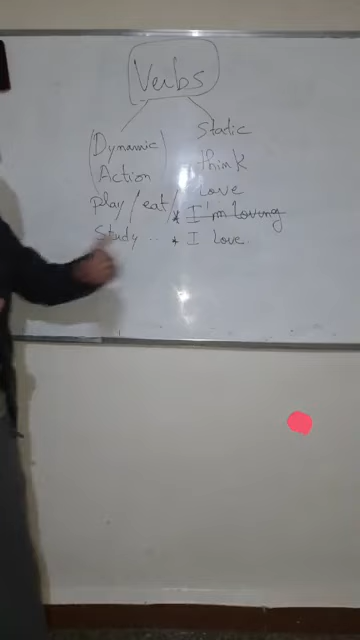 Verbs
(Dynamic)
Action
play / eat /
Study ..
Static
- think
- Love
* I'm loving
* I love.